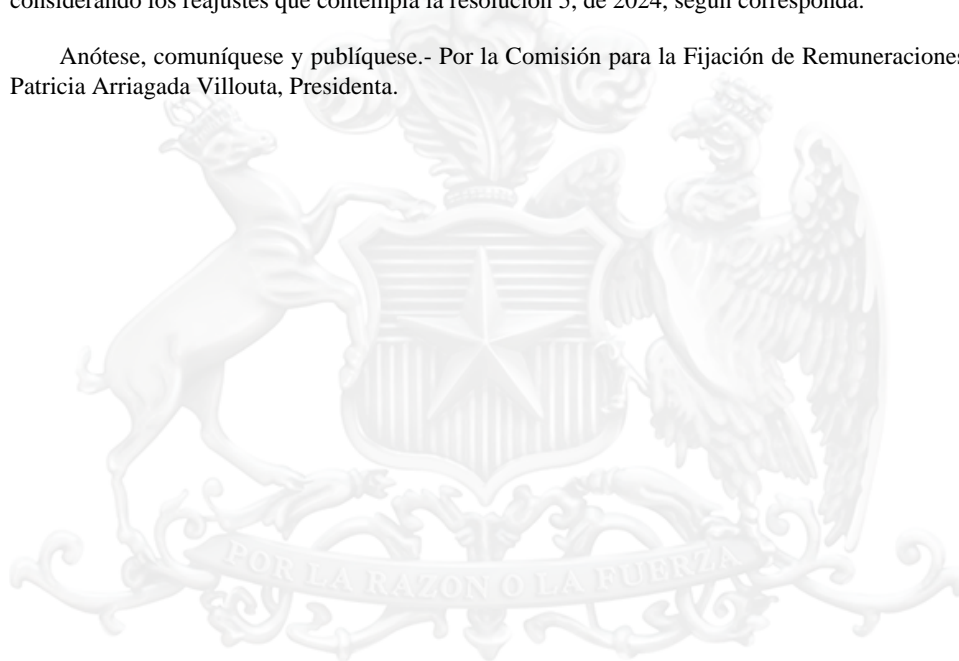 considerando los reajustes que contempla la resolución 5, de 2024, según corresponda.
Anótese, comuníquese y publíquese.- Por la Comisión para la Fijación de Remuneraciones
Patricia Arriagada Villouta, Presidenta.
POR LA RAZON O LA FUERZA